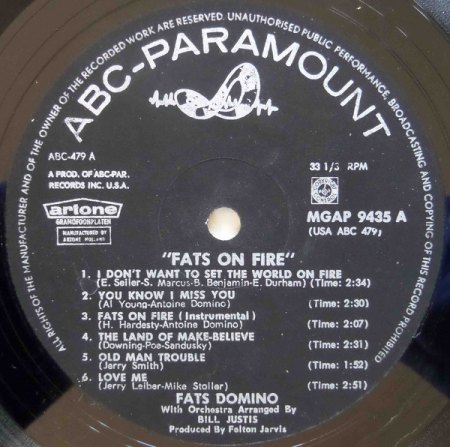 ALL RIGHTS OF THE MANUFACTURER AND OF THE OWNER OF THE RECORDED WORK ARE RESERVED. UNAUTHORISED PUBLIC PERFORMANCE, BROADCASTING AND COPYING OF THIS RECORD PROHIBITED
ABC-PARAMOUNT
ABC-479 A
A PROD. OF ABC-PAR.
RECORDS INC. U.S.A.
33 1/3 RPM
artone
GRAMOFOONPLATEN
MANUFACTURED BY
ARTONE HOLLAND
MGAP 9435 A
(USA ABC 479)
"FATS ON FIRE"
1. I DON'T WANT TO SET THE WORLD ON FIRE
(E. Seiler-S. Marcus-B. Benjamin-E. Durham) (Time: 2:34)
2. YOU KNOW I MISS YOU
(Al Young-Antoine Domino) (Time: 2:30)
3. FATS ON FIRE (Instrumental)
(H. Hardesty-Antoine Domino) (Time: 2:07)
4. THE LAND OF MAKE-BELIEVE
(Downing-Poe-Sandusky) (Time: 2:31)
5. OLD MAN TROUBLE
(Jerry Smith) (Time: 1:52)
6. LOVE ME
(Jerry Leiber-Mike Stoller) (Time: 2:51)
FATS DOMINO
With Orchestra Arranged By
BILL JUSTIS
Produced By Felton Jarvis